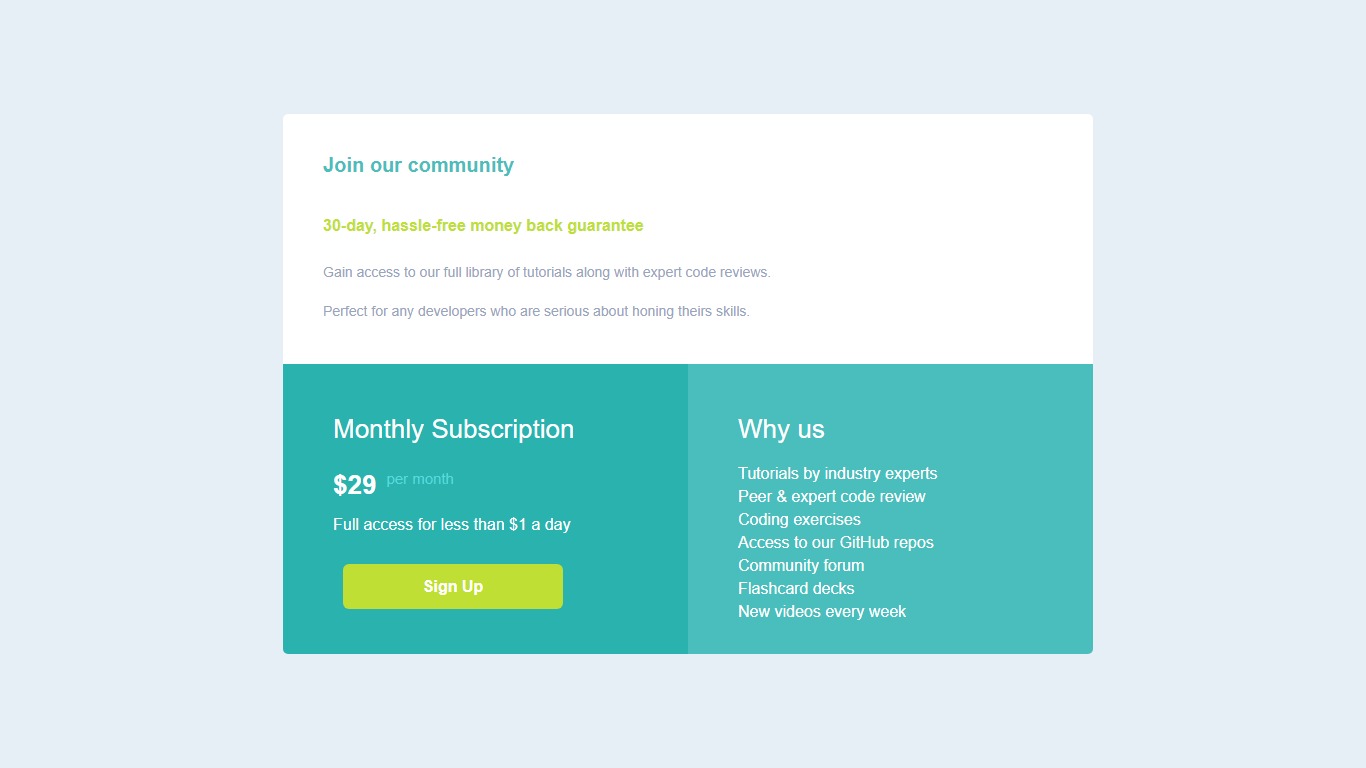 Join our community
30-day, hassle-free money back guarantee
Gain access to our full library of tutorials along with expert code reviews.
Perfect for any developers who are serious about honing theirs skills.
Monthly Subscription
$29 per month
Full access for less than $1 a day
Sign Up
Why us
Tutorials by industry experts
Peer & expert code review
Coding exercises
Access to our GitHub repos
Community forum
Flashcard decks
New videos every week